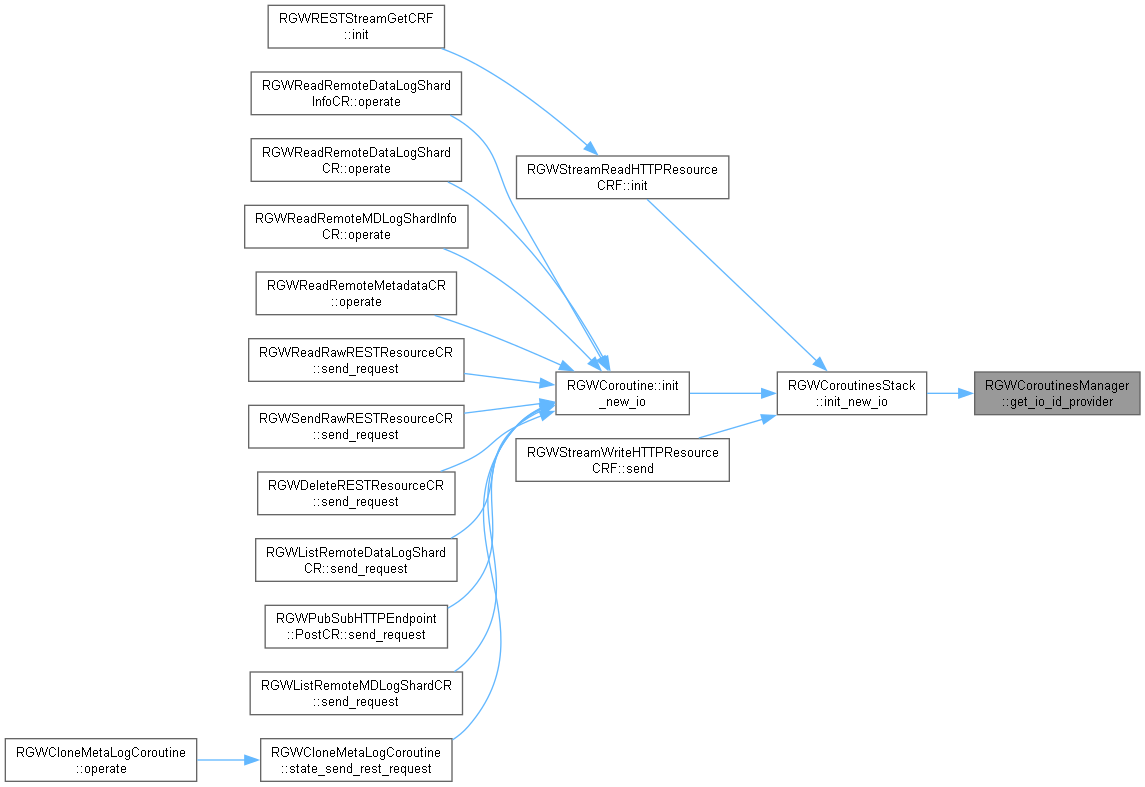 RGWRESTStreamGetCRF
::init
RGWReadRemoteDataLogShard
InfoCR::operate
RGWReadRemoteDataLogShard
CR::operate
RGWReadRemoteMDLogShardInfo
CR::operate
RGWReadRemoteMetadataCR
::operate
RGWReadRawRESTResourceCR
::send_request
RGWSendRawRESTResourceCR
::send_request
RGWDeleteRESTResourceCR
::send_request
RGWListRemoteDataLogShard
CR::send_request
RGWPubSubHTTPEndpoint
::PostCR::send_request
RGWListRemoteMDLogShardCR
::send_request
RGWCloneMetaLogCoroutine
::operate
RGWCloneMetaLogCoroutine
::state_send_rest_request
RGWStreamReadHTTPResource
CRF::init
RGWCoroutine::init
_new_io
RGWStreamWriteHTTPResource
CRF::send
RGWCoroutinesStack
::init_new_io
RGWCoroutinesManager
::get_io_id_provider